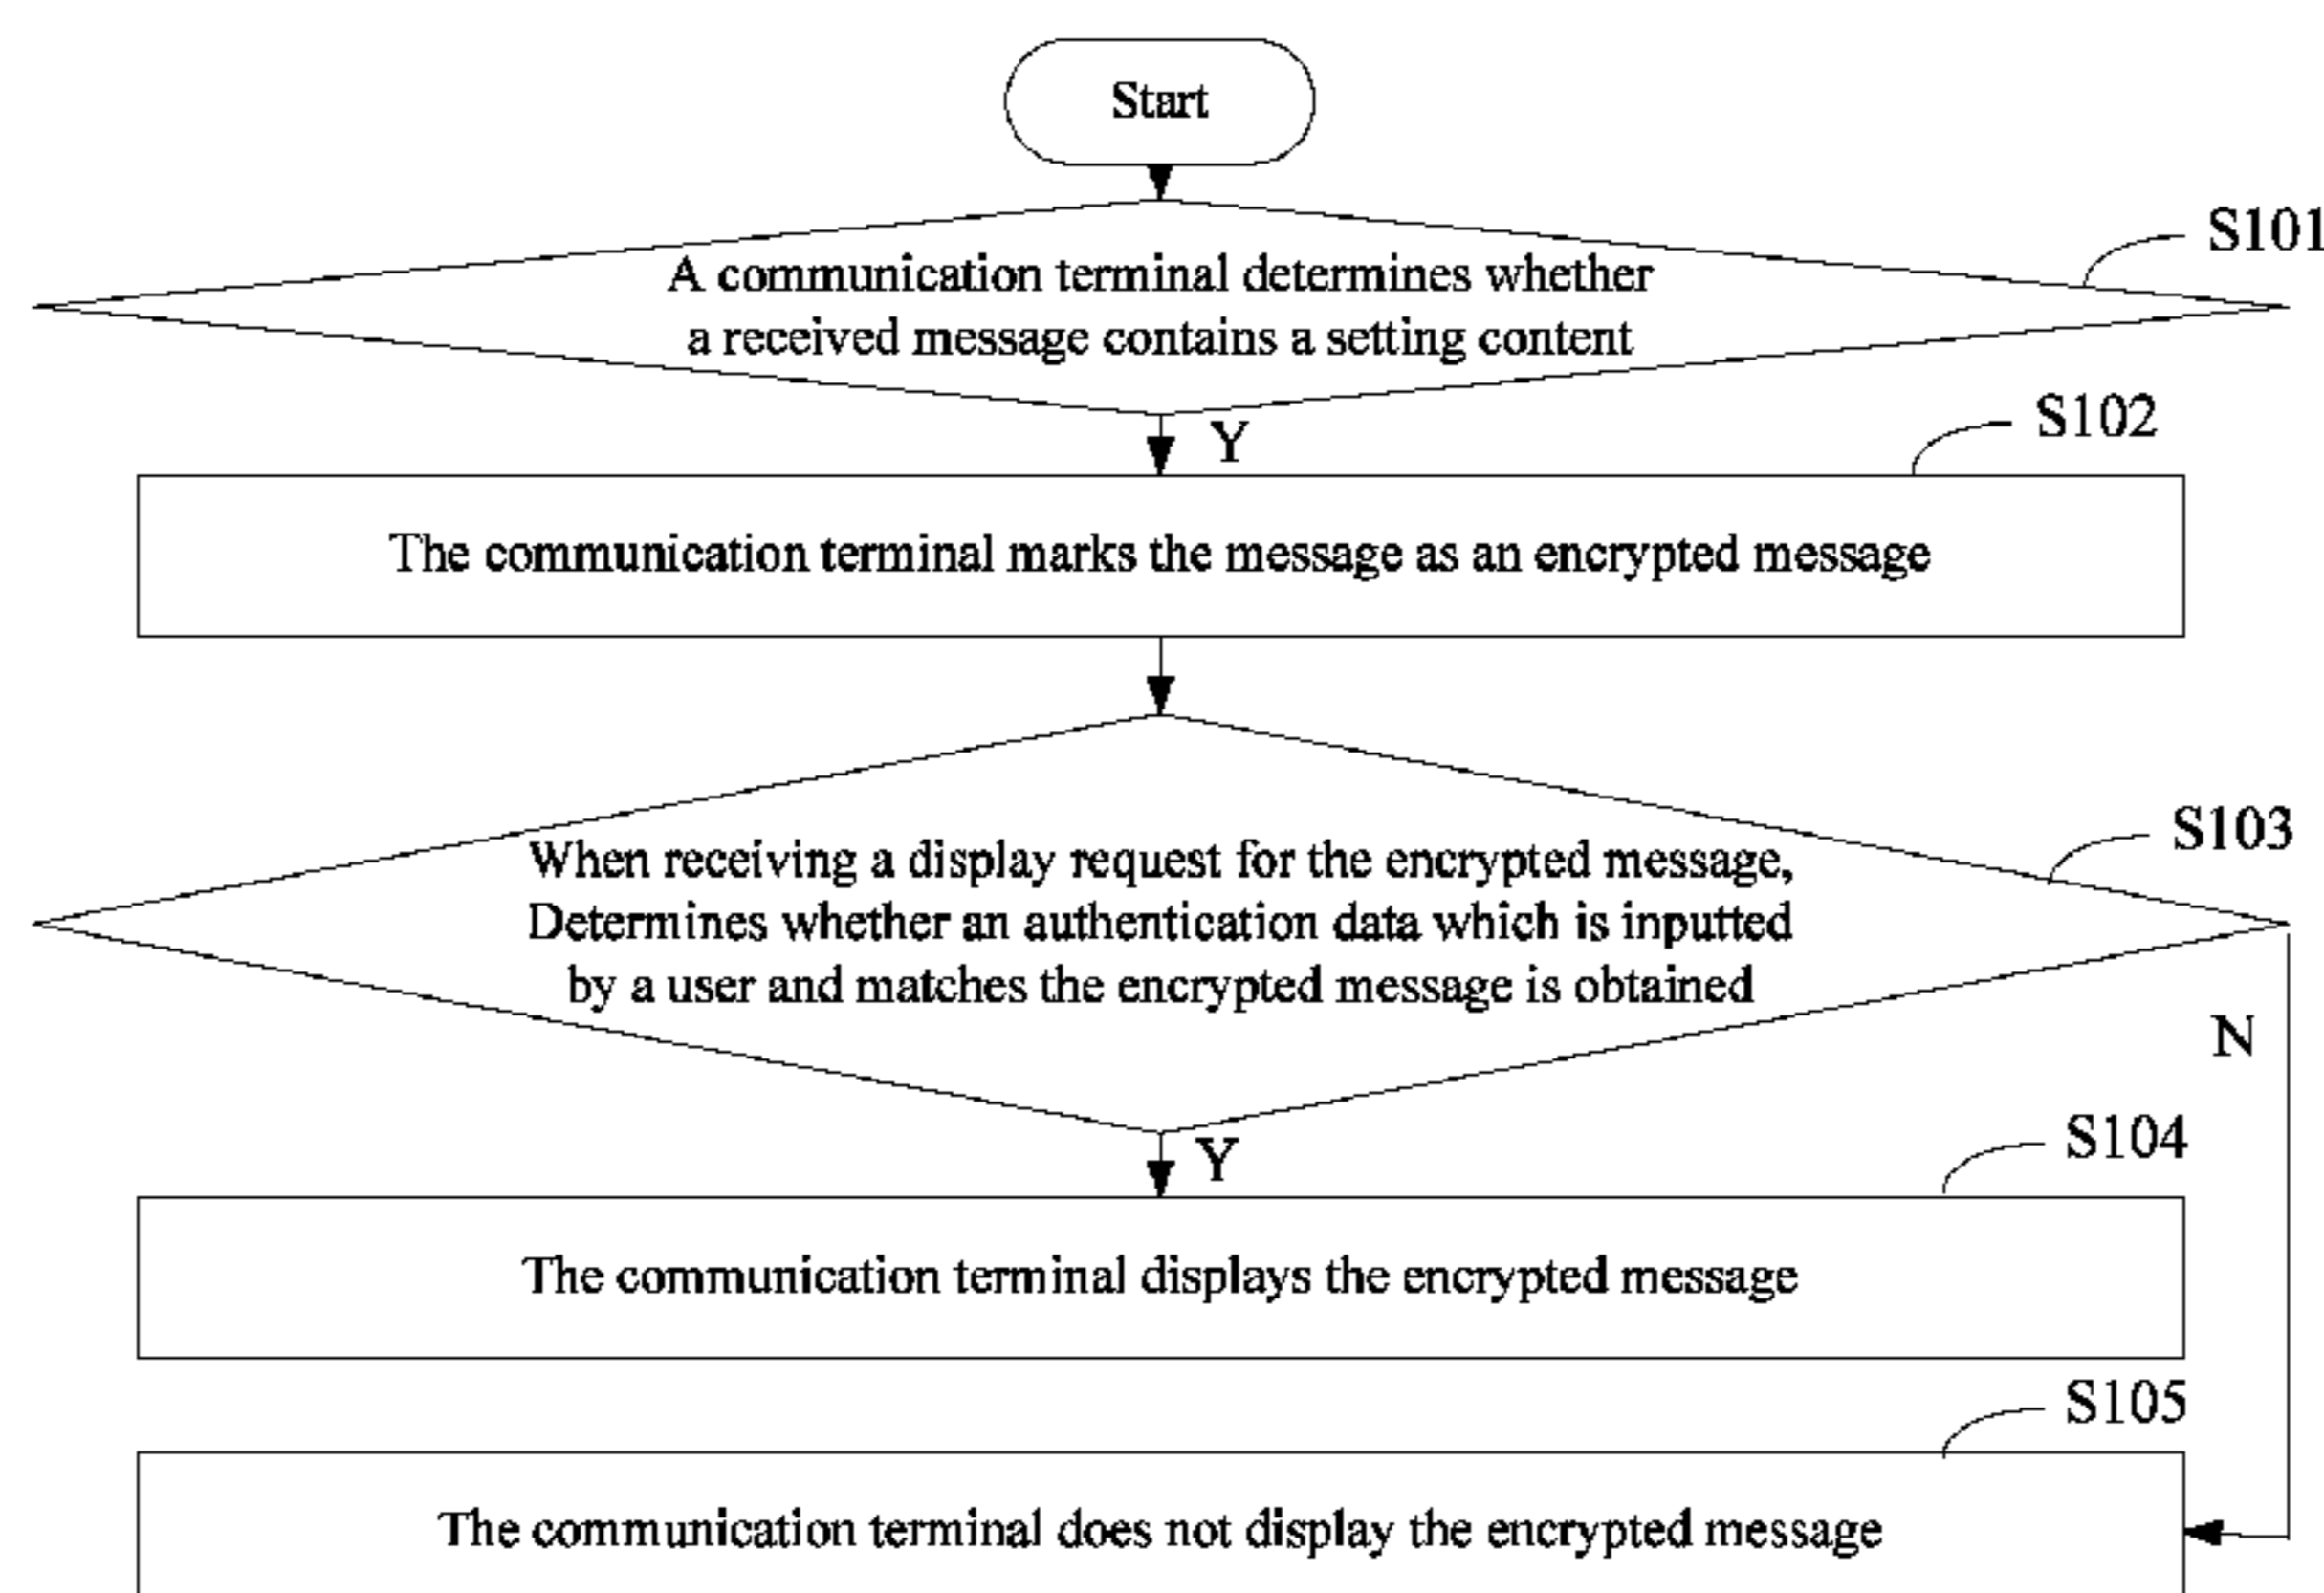 Start
S101
A communication terminal determines whether
a received message contains a setting content
Y
S102
The communication terminal marks the message as an encrypted message
S103
When receiving a display request for the encrypted message,
Determines whether an authentication data which is inputted
by a user and matches the encrypted message is obtained
N
Y
S104
The communication terminal displays the encrypted message
S105
The communication terminal does not display the encrypted message